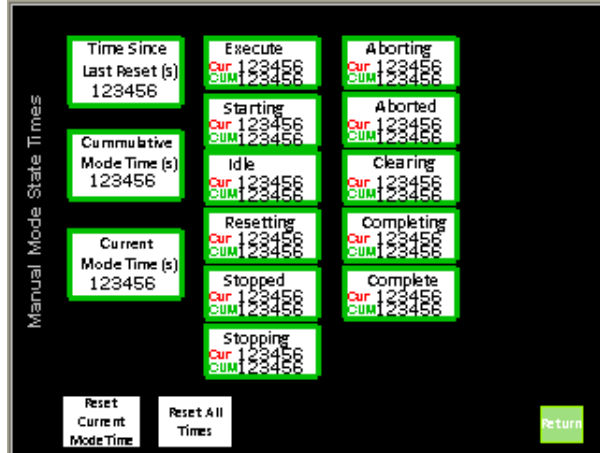 Manual Mode State Times
Time Since
Last Reset (s)
123456
Cummulative
Mode Time (s)
123456
Current
Mode Time (s)
123456
Execute
Cur 123456
CUM 123456
Starting
Cur 123456
CUM 123456
Idle
Cur 123456
CUM 123456
Resetting
Cur 123456
CUM 123456
Stopped
Cur 123456
CUM 123456
Stopping
Cur 123456
CUM 123456
Aborting
Cur 123456
CUM 123456
Aborted
Cur 123456
CUM 123456
Clearing
Cur 123456
CUM 123456
Completing
Cur 123456
CUM 123456
Complete
Cur 123456
CUM 123456
Reset
Current
Mode Time
Reset All
Times
Return